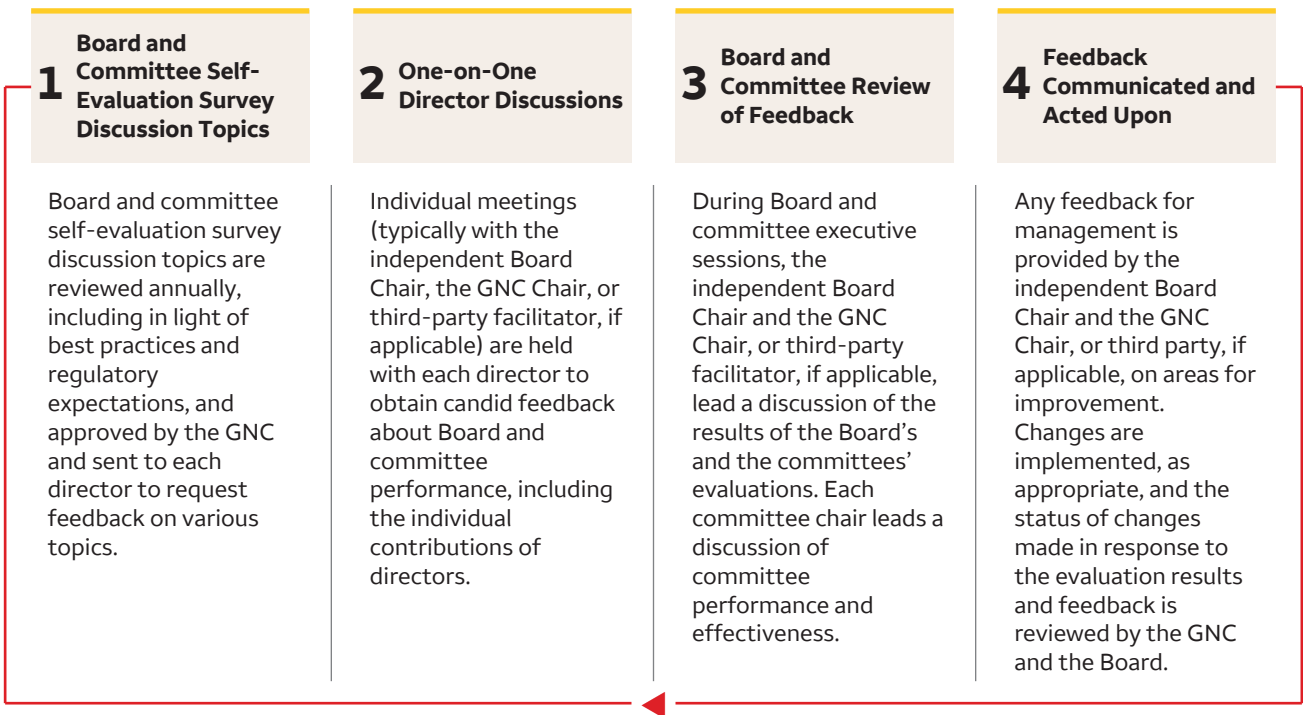 1
Board and
Committee Self-
Evaluation Survey
Discussion Topics
Board and committee
self-evaluation survey
discussion topics are
reviewed annually,
including in light of
best practices and
regulatory
expectations, and
approved by the GNC
and sent to each
director to request
feedback on various
topics.
2
One-on-One
Director Discussions
Individual meetings
(typically with the
independent Board
Chair, the GNC Chair, or
third-party facilitator, if
applicable) are held
with each director to
obtain candid feedback
about Board and
committee
performance, including
the individual
contributions of
directors.
3
Board and
Committee Review
of Feedback
During Board and
committee executive
sessions, the
independent Board
Chair and the GNC
Chair, or third-party
facilitator, if applicable,
lead a discussion of the
results of the Board’s
and the committees’
evaluations. Each
committee chair leads a
discussion of
committee
performance and
effectiveness.
4
Feedback
Communicated and
Acted Upon
Any feedback for
management is
provided by the
independent Board
Chair and the GNC
Chair, or third party, if
applicable, on areas for
improvement.
Changes are
implemented, as
appropriate, and the
status of changes
made in response to
the evaluation results
and feedback is
reviewed by the GNC
and the Board.